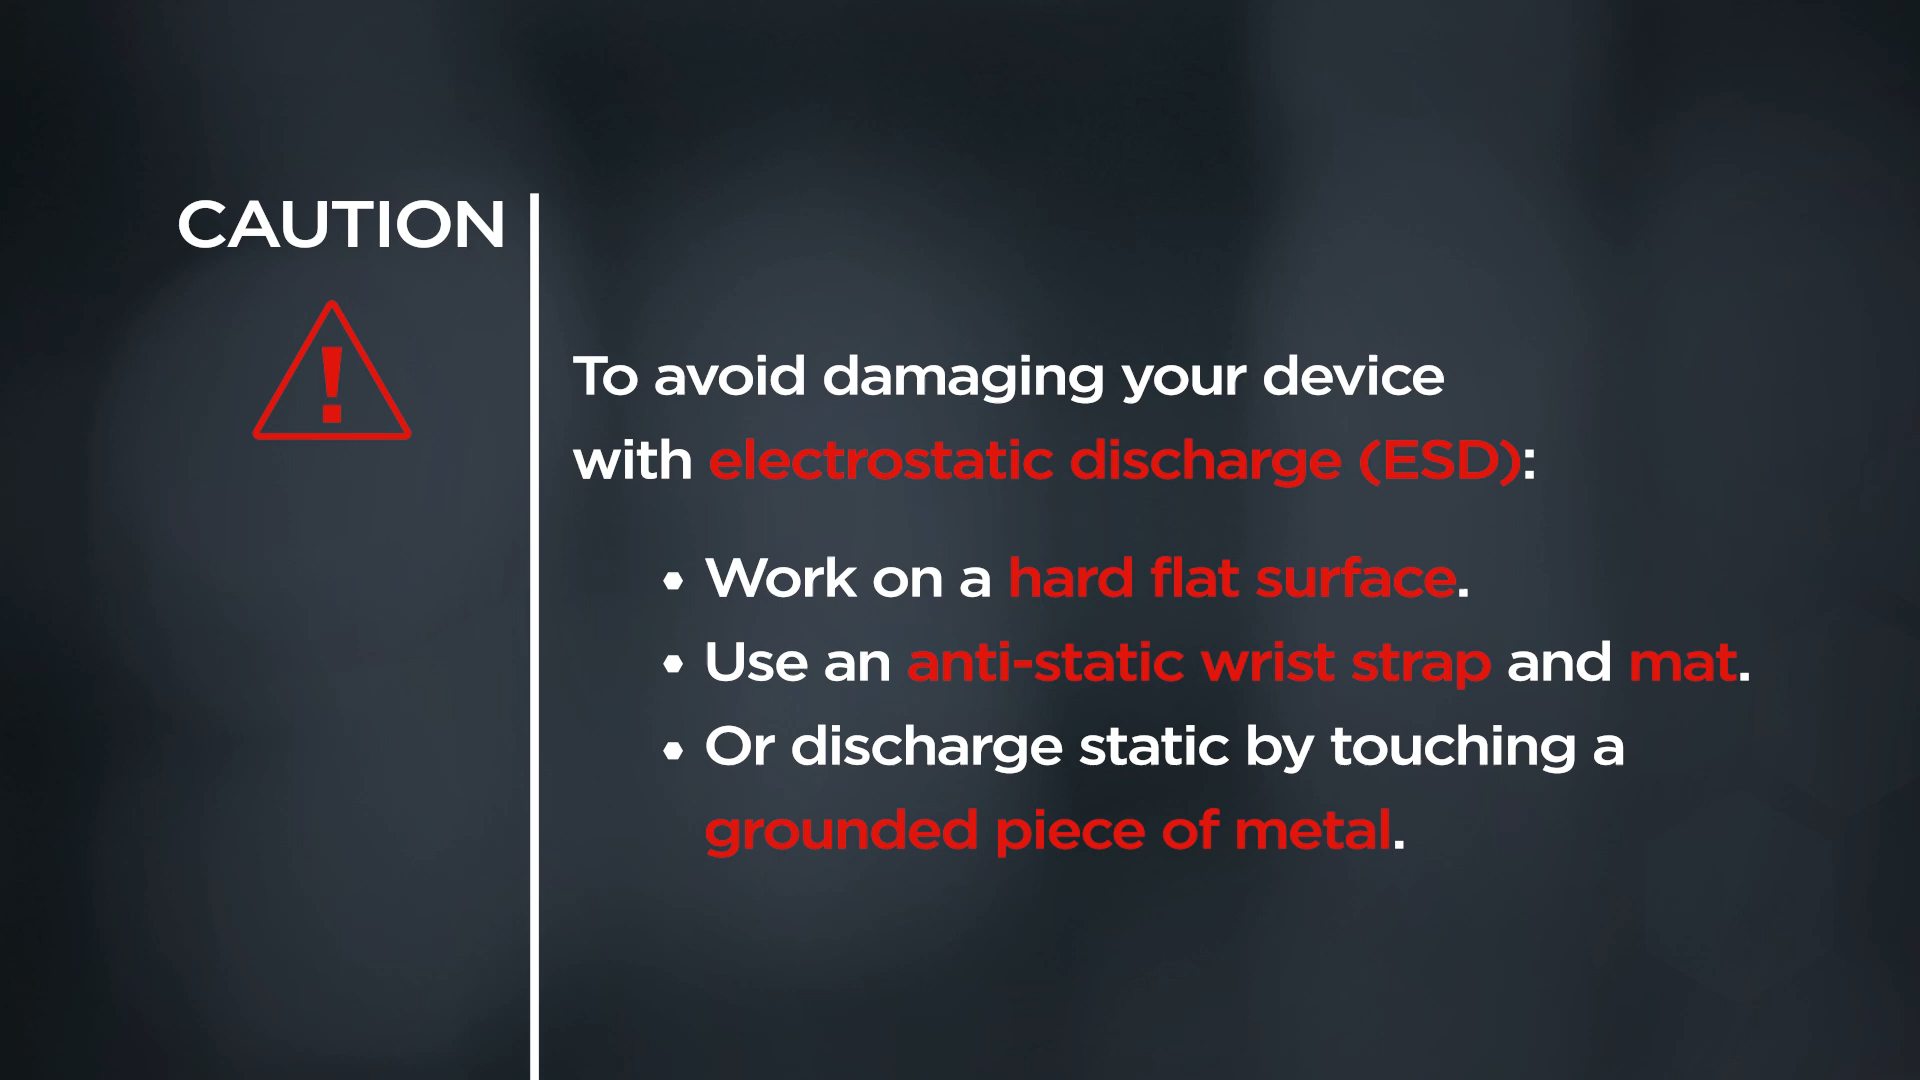 CAUTION
!
To avoid damaging your device
with electrostatic discharge (ESD):
• Work on a hard flat surface.
• Use an anti-static wrist strap and mat.
• Or discharge static by touching a
grounded piece of metal.